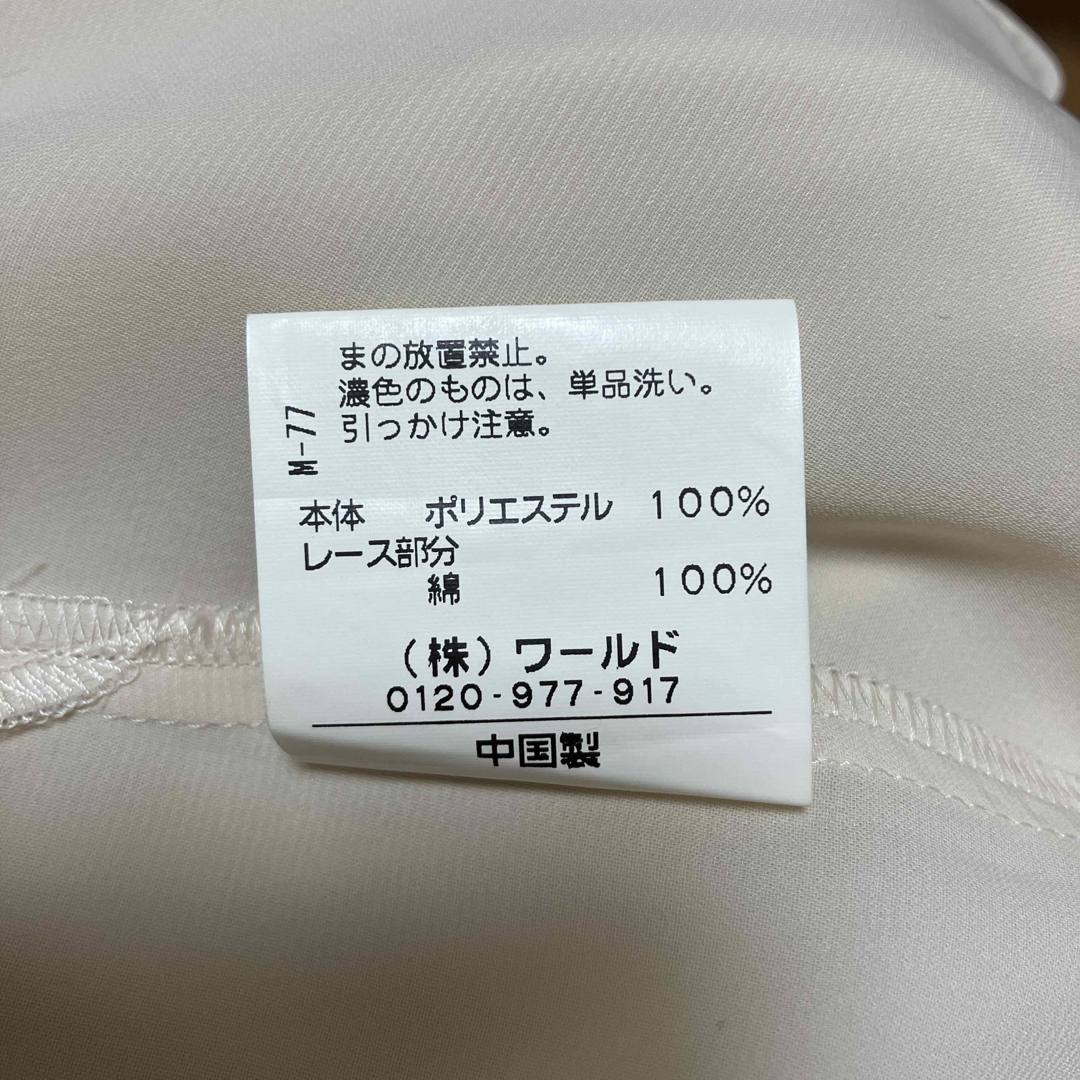 まの放置禁止。
濃色のものは、単品洗い。
引っかけ注意。
M-77
本体 ポリエステル 100%
レース部分
綿 100%
(株)ワールド
0120-977-917
中国製